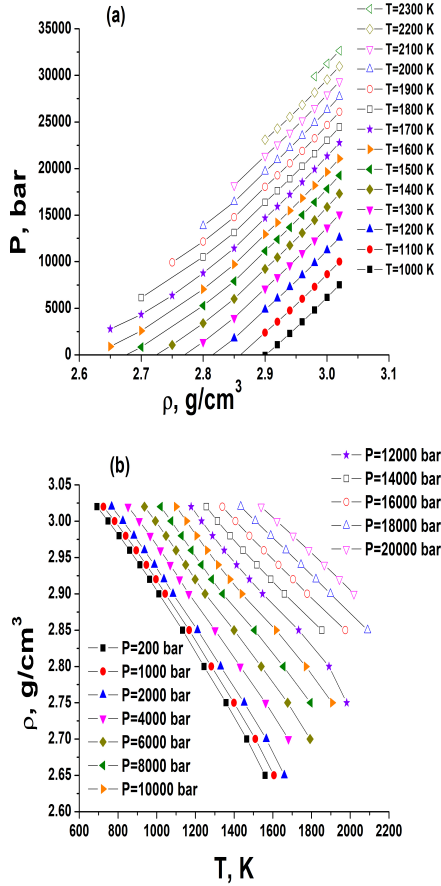 (a)
T=2300 K
T=2200 K
T=2100 K
T=2000 K
T=1900 K
T=1800 K
T=1700 K
T=1600 K
T=1500 K
T=1400 K
T=1300 K
T=1200 K
T=1100 K
T=1000 K
35000
30000
25000
20000
15000
10000
5000
0
P, bar
2.6 2.7 2.8 2.9 3.0 3.1
ρ, g/cm³
(b)
P=12000 bar
P=14000 bar
P=16000 bar
P=18000 bar
P=20000 bar
3.05
3.00
2.95
2.90
2.85
2.80
2.75
2.70
2.65
2.60
ρ, g/cm³
P=200 bar
P=1000 bar
P=2000 bar
P=4000 bar
P=6000 bar
P=8000 bar
P=10000 bar
600 800 1000 1200 1400 1600 1800 2000 2200
T, K